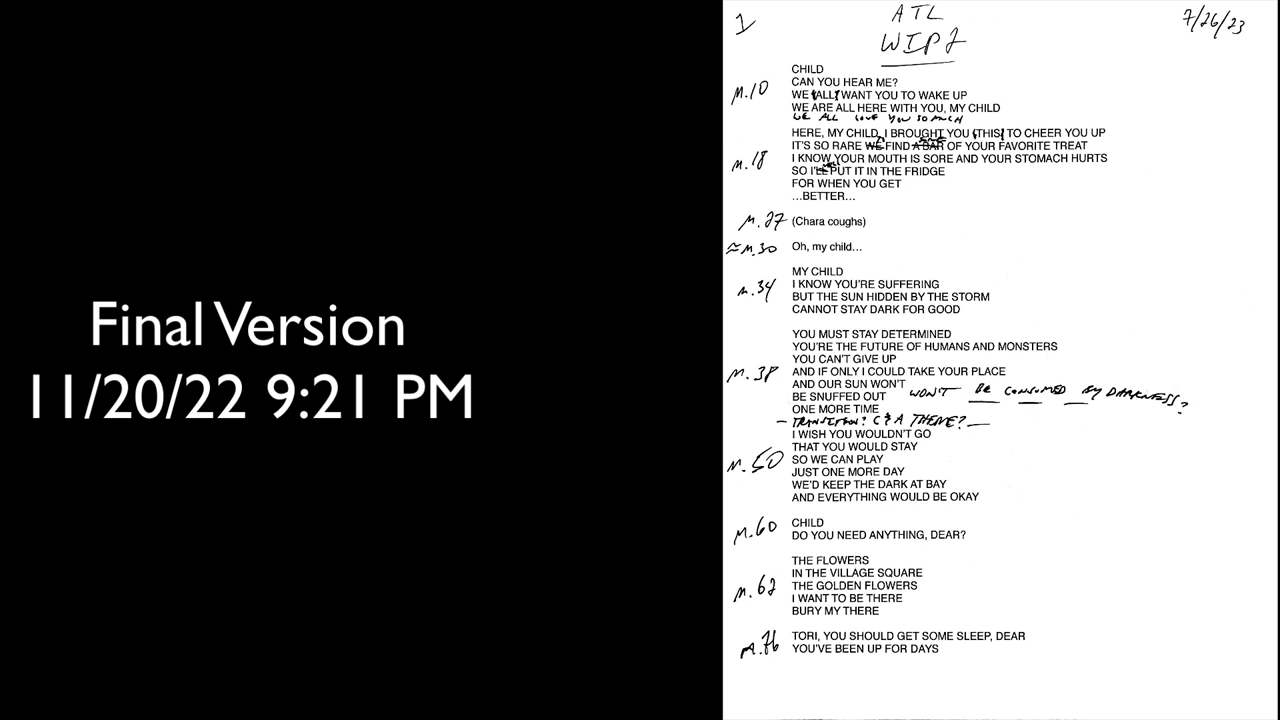 Final Version
11/20/22 9:21 PM
1
ATL
WIP 2
7/26/23
m.10
CHILD
CAN YOU HEAR ME?
WE (ALL) WANT YOU TO WAKE UP
WE ARE ALL HERE WITH YOU, MY CHILD
WE ALL LOVE YOU SO MUCH
m.18
HERE, MY CHILD, I BROUGHT YOU (THIS) TO CHEER YOU UP
IT'S SO RARE WE FIND A BAR OF YOUR FAVORITE TREAT
I KNOW YOUR MOUTH IS SORE AND YOUR STOMACH HURTS
SO I'LL PUT IT IN THE FRIDGE
FOR WHEN YOU GET
...BETTER...
m.27 (Chara coughs)
≈m.30 Oh, my child...
m.34
MY CHILD
I KNOW YOU'RE SUFFERING
BUT THE SUN HIDDEN BY THE STORM
CANNOT STAY DARK FOR GOOD
m.38
YOU MUST STAY DETERMINED
YOU'RE THE FUTURE OF HUMANS AND MONSTERS
YOU CAN'T GIVE UP
AND IF ONLY I COULD TAKE YOUR PLACE
AND OUR SUN WON'T
BE SNUFFED OUT WON'T BE CONSUMED BY DARKNESS?
ONE MORE TIME
- TRANSITION? C & A THEME? -
m.50
I WISH YOU WOULDN'T GO
THAT YOU WOULD STAY
SO WE CAN PLAY
JUST ONE MORE DAY
WE'D KEEP THE DARK AT BAY
AND EVERYTHING WOULD BE OKAY
m.60
CHILD
DO YOU NEED ANYTHING, DEAR?
m.62
THE FLOWERS
IN THE VILLAGE SQUARE
THE GOLDEN FLOWERS
I WANT TO BE THERE
BURY MY THERE
m.76
TORI, YOU SHOULD GET SOME SLEEP, DEAR
YOU'VE BEEN UP FOR DAYS